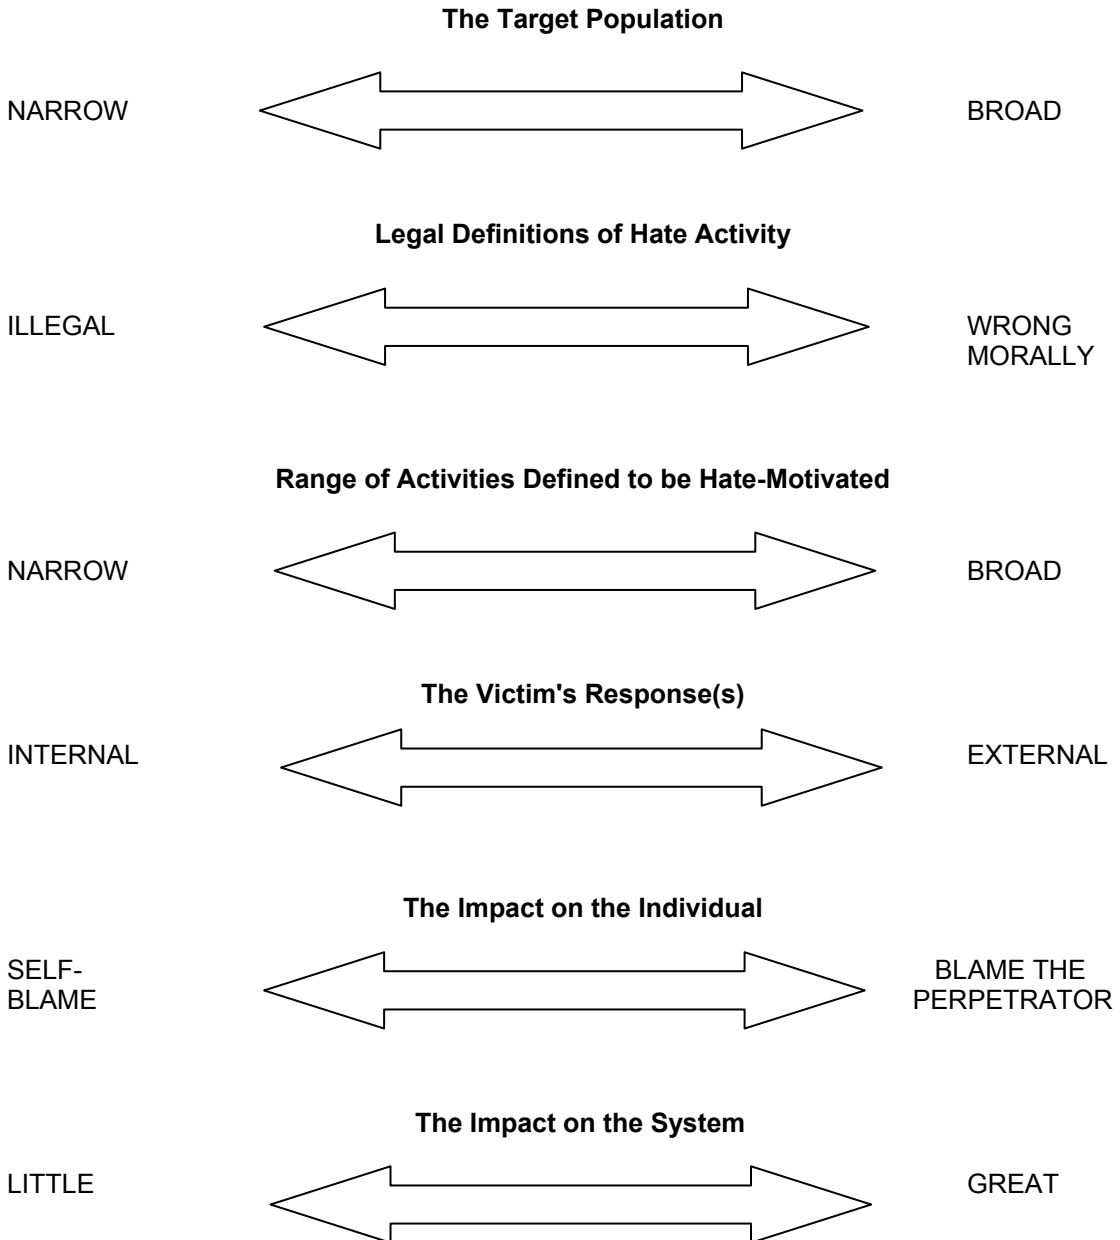 The Target Population
NARROW
BROAD
Legal Definitions of Hate Activity
ILLEGAL
WRONG
MORALLY
Range of Activities Defined to be Hate-Motivated
NARROW
BROAD
The Victim's Response(s)
INTERNAL
EXTERNAL
The Impact on the Individual
SELF-
BLAME
BLAME THE
PERPETRATOR
The Impact on the System
LITTLE
GREAT